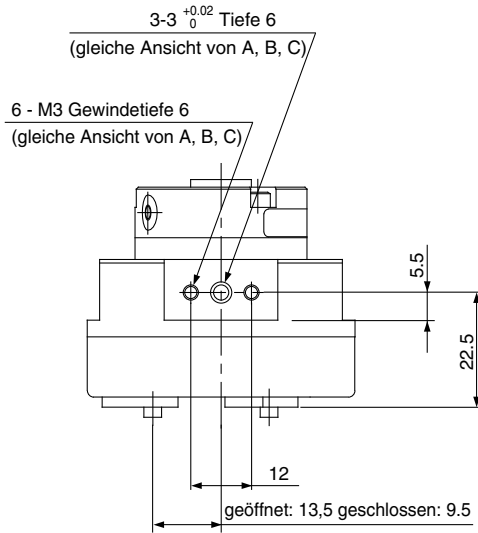 3-3 +0.02 0 Tiefe 6
(gleiche Ansicht von A, B, C)
6 - M3 Gewindetiefe 6
(gleiche Ansicht von A, B, C)
5.5
22.5
12
geöffnet: 13,5 geschlossen: 9.5